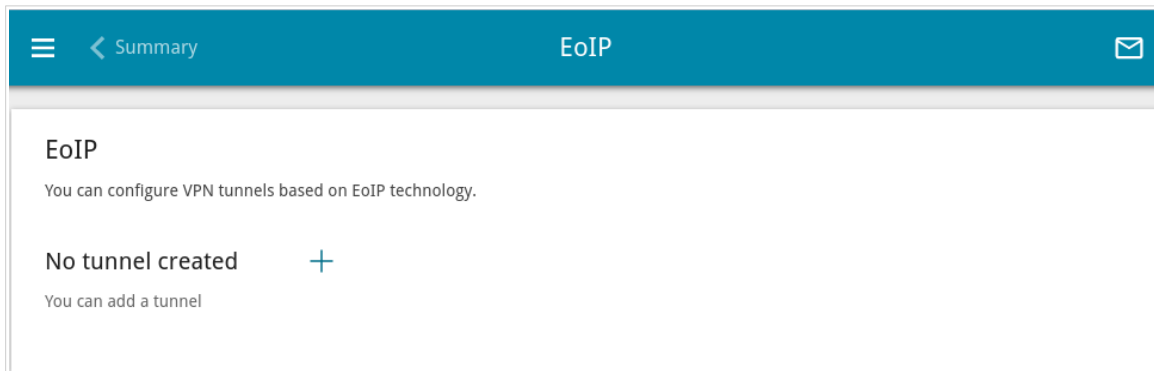 Summary
EoIP
EoIP
You can configure VPN tunnels based on EoIP technology.
No tunnel created
You can add a tunnel